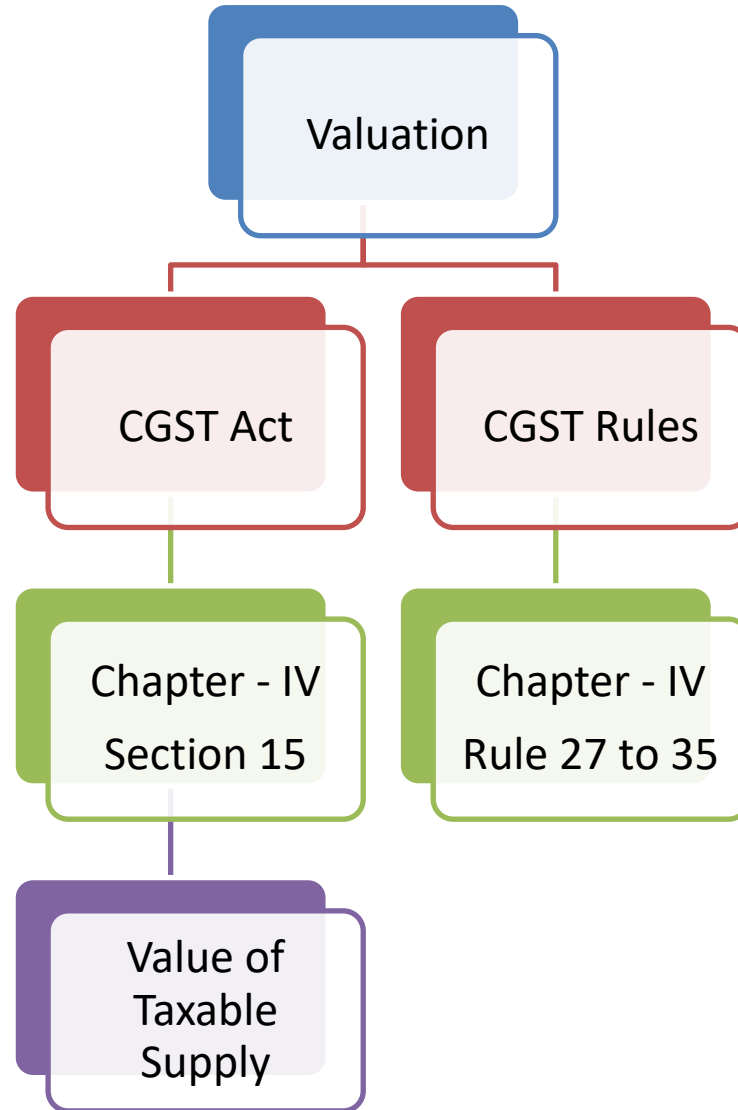 Valuation
CGST Act
CGST Rules
Chapter - IV
Section 15
Chapter - IV
Rule 27 to 35
Value of
Taxable
Supply